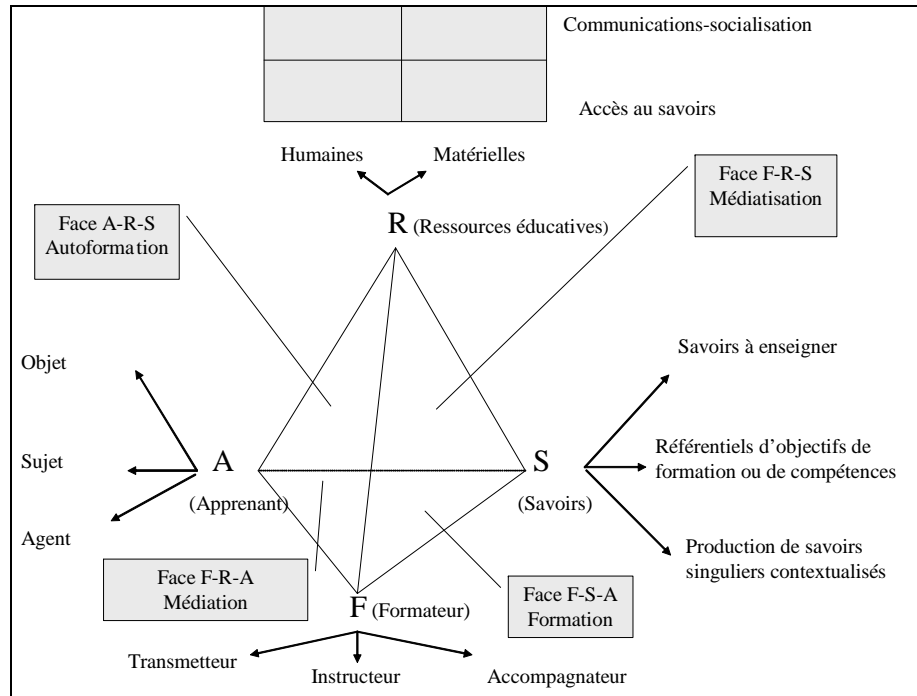 Communications-socialisation
Accès au savoirs
Humaines
Matérielles
Face F-R-S
Médiatisation
Face A-R-S
Autoformation
R (Ressources éducatives)
Objet
Savoirs à enseigner
Sujet
A
S
Référentiels d'objectifs de
formation ou de compétences
(Apprenant)
(Savoirs)
Agent
Production de savoirs
singuliers contextualisés
Face F-R-A
Médiation
Face F-S-A
Formation
F (Formateur)
Transmetteur
Instructeur
Accompagnateur